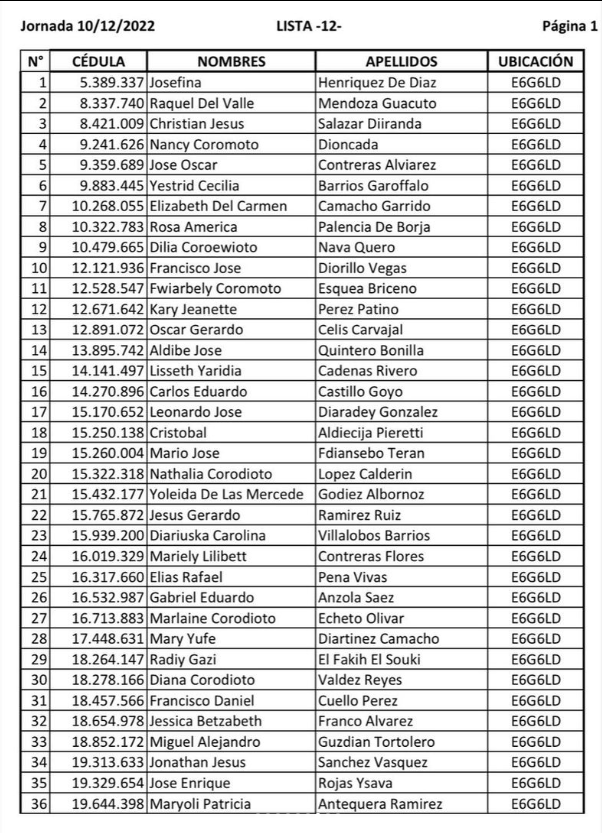 Jornada 10/12/2022 LISTA -12- Página 1
N° CÉDULA NOMBRES APELLIDOS UBICACIÓN
1 5.389.337 Josefina Henriquez De Diaz E6G6LD
2 8.337.740 Raquel Del Valle Mendoza Guacuto E6G6LD
3 8.421.009 Christian Jesus Salazar Diiranda E6G6LD
4 9.241.626 Nancy Coromoto Dioncada E6G6LD
5 9.359.689 Jose Oscar Contreras Alviarez E6G6LD
6 9.883.445 Yestrid Cecilia Barrios Garoffalo E6G6LD
7 10.268.055 Elizabeth Del Carmen Camacho Garrido E6G6LD
8 10.322.783 Rosa America Palencia De Borja E6G6LD
9 10.479.665 Dilia Coroewioto Nava Quero E6G6LD
10 12.121.936 Francisco Jose Diorillo Vegas E6G6LD
11 12.528.547 Fwiarbely Coromoto Esquea Briceno E6G6LD
12 12.671.642 Kary Jeanette Perez Patino E6G6LD
13 12.891.072 Oscar Gerardo Celis Carvajal E6G6LD
14 13.895.742 Aldibe Jose Quintero Bonilla E6G6LD
15 14.141.497 Lisseth Yaridia Cadenas Rivero E6G6LD
16 14.270.896 Carlos Eduardo Castillo Goyo E6G6LD
17 15.170.652 Leonardo Jose Diaradey Gonzalez E6G6LD
18 15.250.138 Cristobal Aldiecija Pieretti E6G6LD
19 15.260.004 Mario Jose Fdiansebo Teran E6G6LD
20 15.322.318 Nathalia Corodioto Lopez Calderin E6G6LD
21 15.432.177 Yoleida De Las Mercede Godiez Albornoz E6G6LD
22 15.765.872 Jesus Gerardo Ramirez Ruiz E6G6LD
23 15.939.200 Diariuska Carolina Villalobos Barrios E6G6LD
24 16.019.329 Mariely Lilibett Contreras Flores E6G6LD
25 16.317.660 Elias Rafael Pena Vivas E6G6LD
26 16.532.987 Gabriel Eduardo Anzola Saez E6G6LD
27 16.713.883 Marlaine Corodioto Echeto Olivar E6G6LD
28 17.448.631 Mary Yufe Diartinez Camacho E6G6LD
29 18.264.147 Radiy Gazi El Fakih El Souki E6G6LD
30 18.278.166 Diana Corodioto Valdez Reyes E6G6LD
31 18.457.566 Francisco Daniel Cuello Perez E6G6LD
32 18.654.978 Jessica Betzabeth Franco Alvarez E6G6LD
33 18.852.172 Miguel Alejandro Guzdian Tortolero E6G6LD
34 19.313.633 Jonathan Jesus Sanchez Vasquez E6G6LD
35 19.329.654 Jose Enrique Rojas Ysava E6G6LD
36 19.644.398 Maryoli Patricia Antequera Ramirez E6G6LD